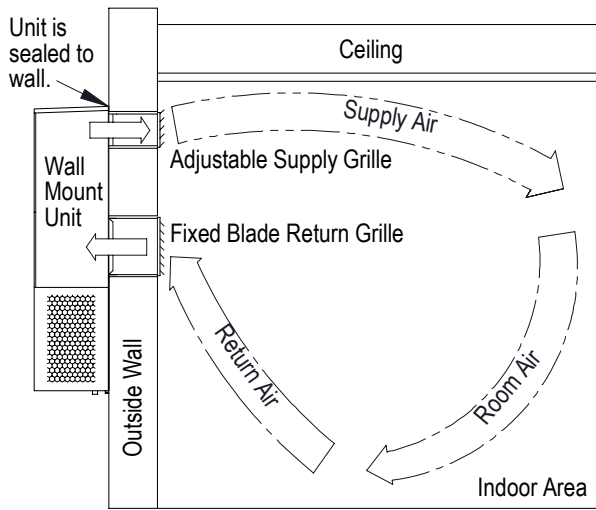 Unit is
sealed to
wall.
Ceiling
Supply Air
Adjustable Supply Grille
Wall
Mount
Unit
Fixed Blade Return Grille
Return Air
Room Air
Outside Wall
Indoor Area